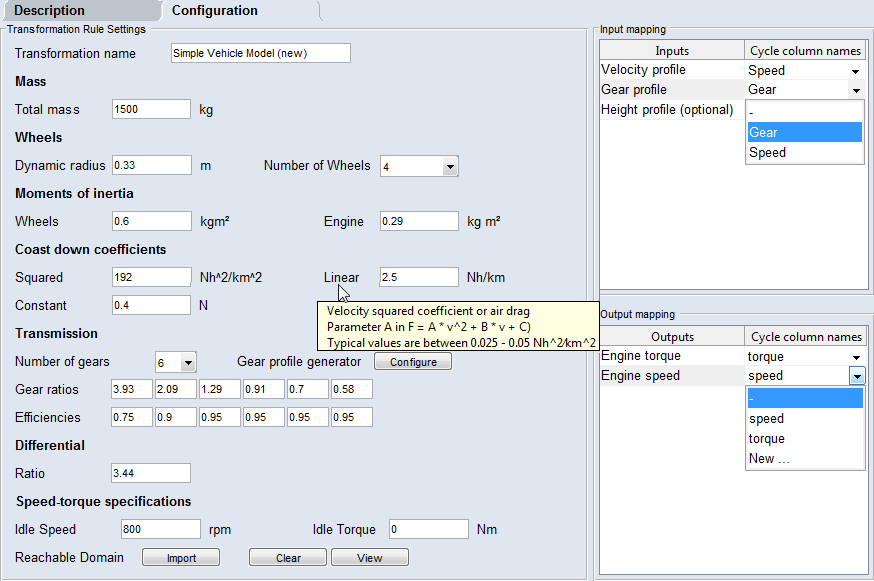 Description
Configuration
Transformation Rule Settings
Transformation name Simple Vehicle Model (new)
Mass
Total mass 1500 kg
Wheels
Dynamic radius 0.33 m Number of Wheels 4
Moments of inertia
Wheels 0.6 kgm² Engine 0.29 kg m²
Coast down coefficients
Squared 192 Nh^2/km^2 Linear 2.5 Nh/km
Constant 0.4 N
Velocity squared coefficient or air drag
Parameter A in F = A * v^2 + B * v + C)
Typical values are between 0.025 - 0.05 Nh^2/km^2
Transmission
Number of gears 6 Gear profile generator Configure
Gear ratios 3.93 2.09 1.29 0.91 0.7 0.58
Efficiencies 0.75 0.9 0.95 0.95 0.95 0.95
Differential
Ratio 3.44
Speed-torque specifications
Idle Speed 800 rpm Idle Torque 0 Nm
Reachable Domain Import Clear View
Input mapping
Inputs Cycle column names
Velocity profile Speed
Gear profile Gear
Height profile (optional) -
Gear
Speed
Output mapping
Outputs Cycle column names
Engine torque torque
Engine speed speed
-
speed
torque
New ...